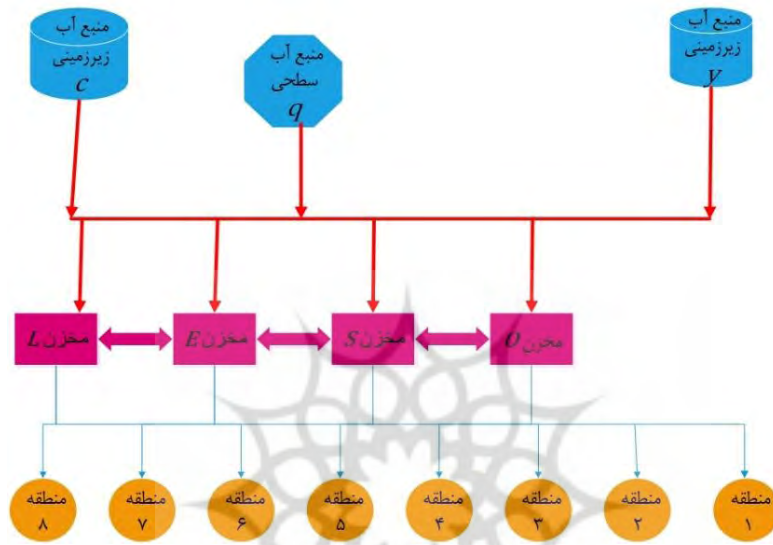 منبع آب
زیرزمینی
y
منبع آب
سطحی
q
منبع آب
زیرزمینی
c
مخزن O
مخزن S
مخزن E
مخزن L
منطقه
۱
منطقه
۲
منطقه
۳
منطقه
۴
منطقه
۵
منطقه
۶
منطقه
۷
منطقه
۸